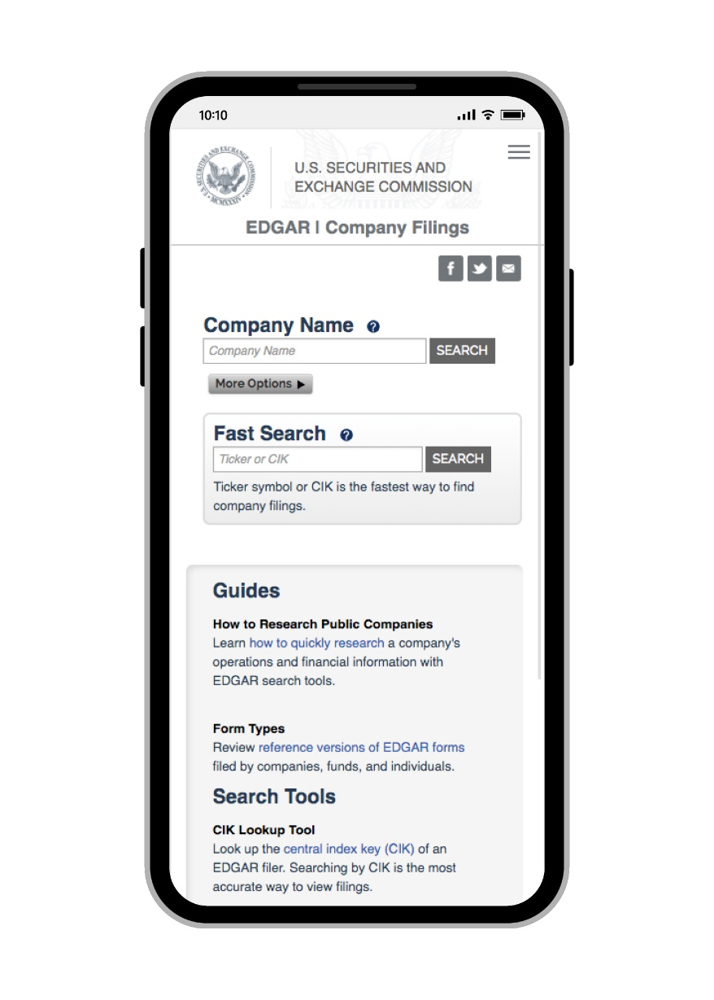 10:10
U.S. SECURITIES AND EXCHANGE COMMISSION
MCMXXXIV
U.S. SECURITIES AND
EXCHANGE COMMISSION
EDGAR | Company Filings
f
Company Name ?
Company Name SEARCH
More Options ▶
Fast Search ?
Ticker or CIK SEARCH
Ticker symbol or CIK is the fastest way to find
company filings.
Guides
How to Research Public Companies
Learn how to quickly research a company's
operations and financial information with
EDGAR search tools.
Form Types
Review reference versions of EDGAR forms
filed by companies, funds, and individuals.
Search Tools
CIK Lookup Tool
Look up the central index key (CIK) of an
EDGAR filer. Searching by CIK is the most
accurate way to view filings.